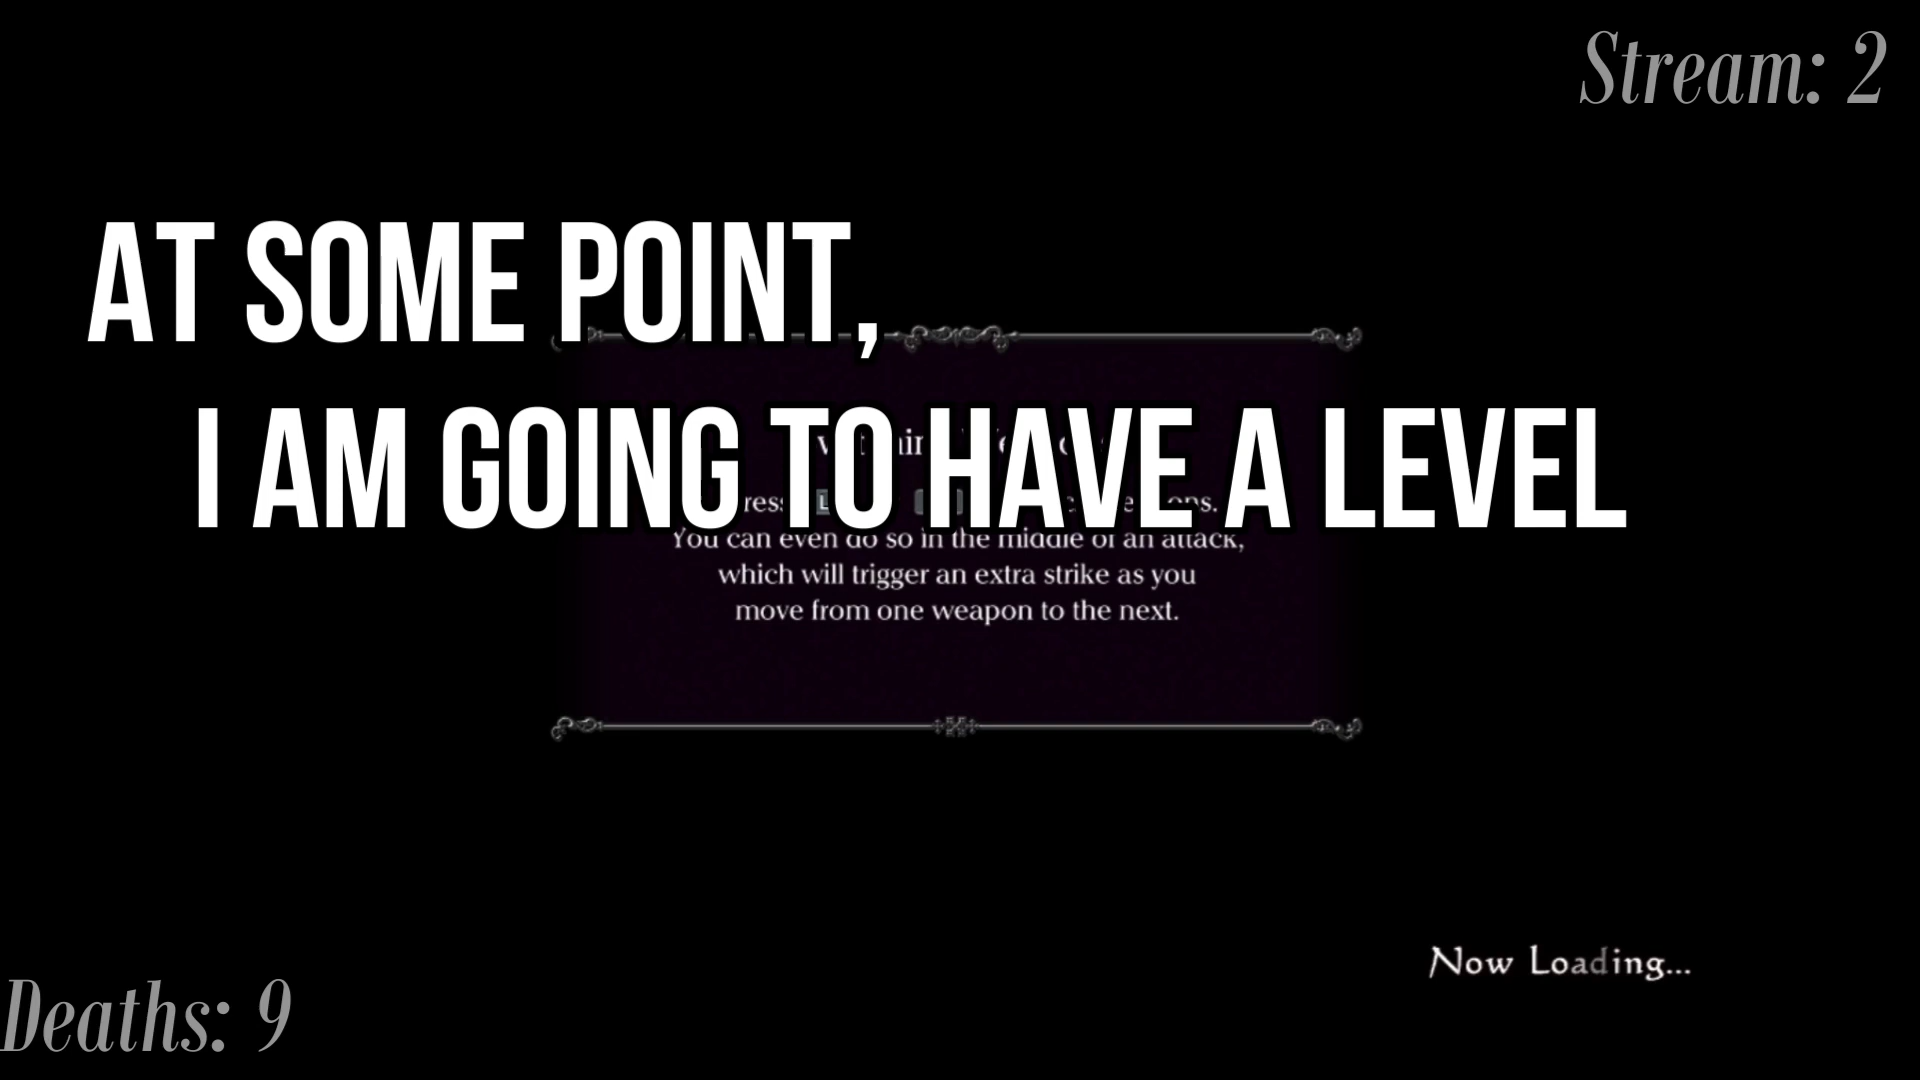 Stream: 2
AT SOME POINT,
I AM GOING TO HAVE A LEVEL
You can even do so in the middle of an attack,
which will trigger an extra strike as you
move from one weapon to the next.
Now Loading...
Deaths: 9